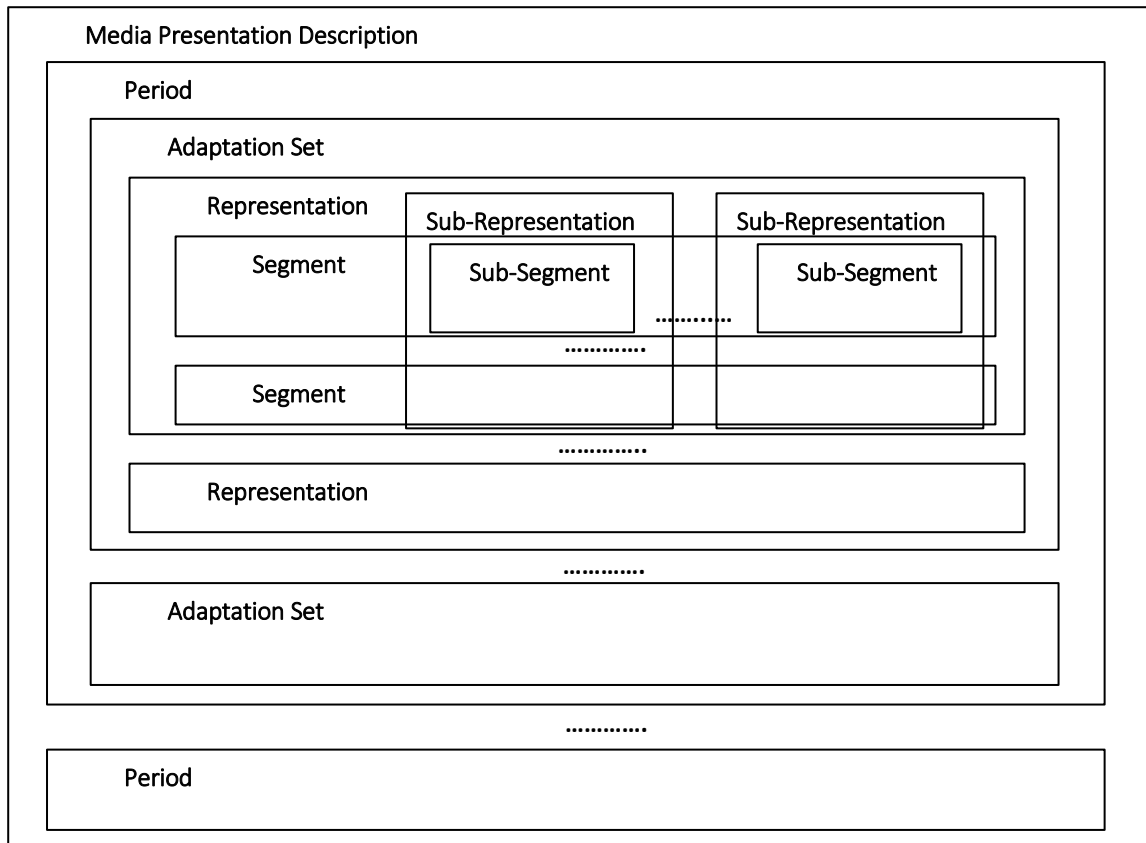 Media Presentation Description
Period
Adaptation Set
Representation
Sub-Representation
Sub-Representation
Segment
Sub-Segment
Sub-Segment
………..…
………….
Segment
…………..
Representation
………….
Adaptation Set
………….
Period